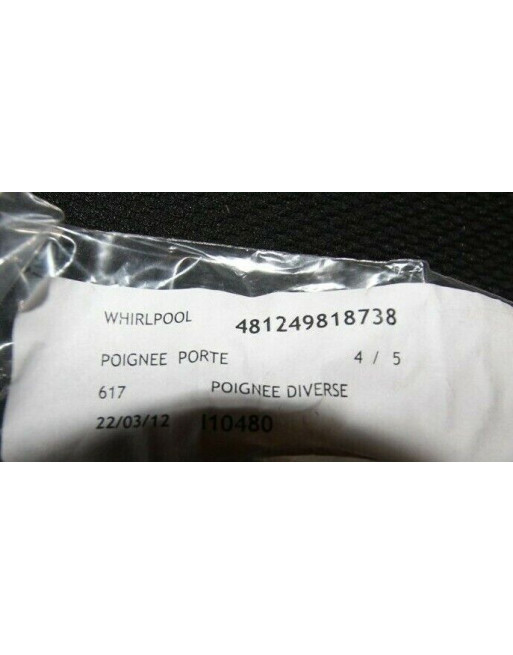 WHIRLPOOL 481249818738
POIGNEE PORTE 4 / 5
617 POIGNEE DIVERSE
22/03/12 I10480